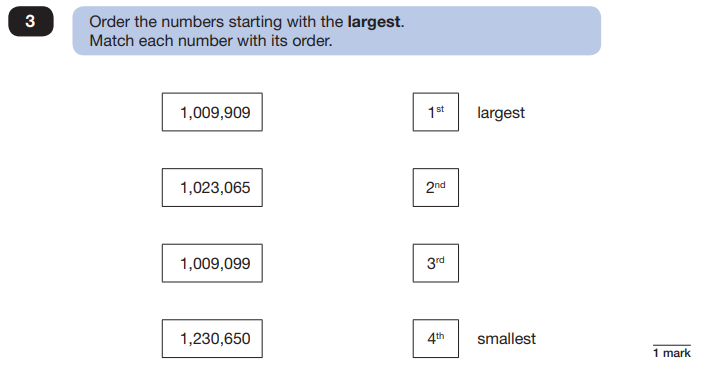 3
Order the numbers starting with the largest.
Match each number with its order.
1,009,909 1st largest
1,023,065 2nd
1,009,099 3rd
1,230,650 4th smallest
1 mark